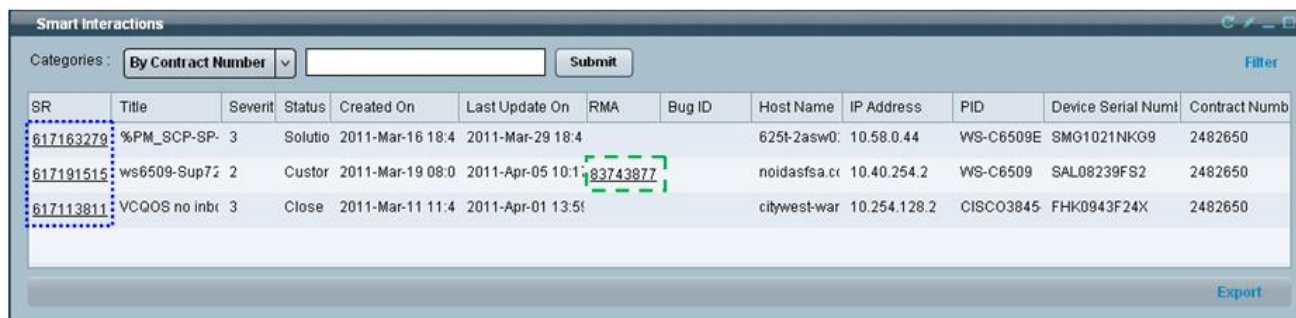 Smart Interactions
Categories : By Contract Number Submit Filter
SR Title Severit Status Created On Last Update On RMA Bug ID Host Name IP Address PID Device Serial Numl Contract Numb
617163279 %PM_SCP-SP- 3 Solutio 2011-Mar-16 18:4 2011-Mar-29 18:4 625t-2asw0: 10.58.0.44 WS-C6509E SMG1021NKG9 2482650
617191515 ws6509-Sup72 2 Custor 2011-Mar-19 08:0 2011-Apr-05 10:1 83743877 noidasfsa.cc 10.40.254.2 WS-C6509 SAL08239FS2 2482650
617113811 VCQOS no inb 3 Close 2011-Mar-11 11:4 2011-Apr-01 13:5 citywest-war 10.254.128.2 CISCO3845 FHK0943F24X 2482650
Export